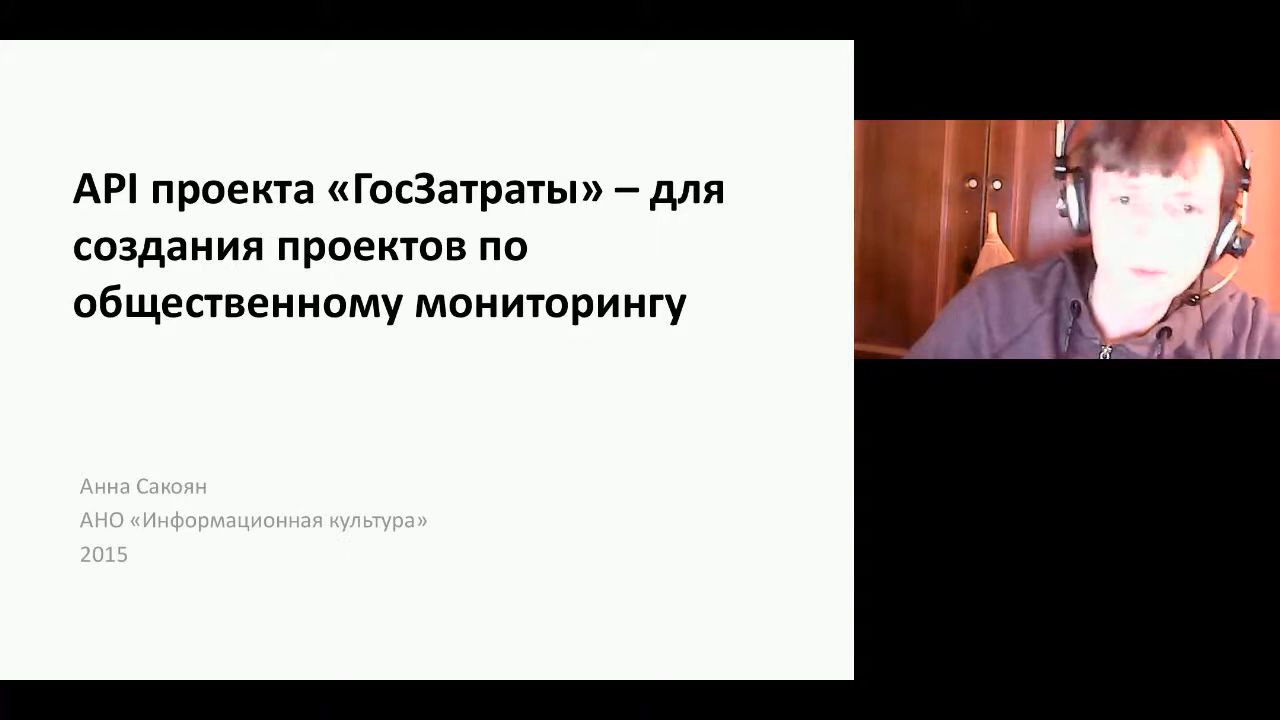 API проекта «ГосЗатраты» – для
создания проектов по
общественному мониторингу
Анна Сакоян
АНО «Информационная культура»
2015